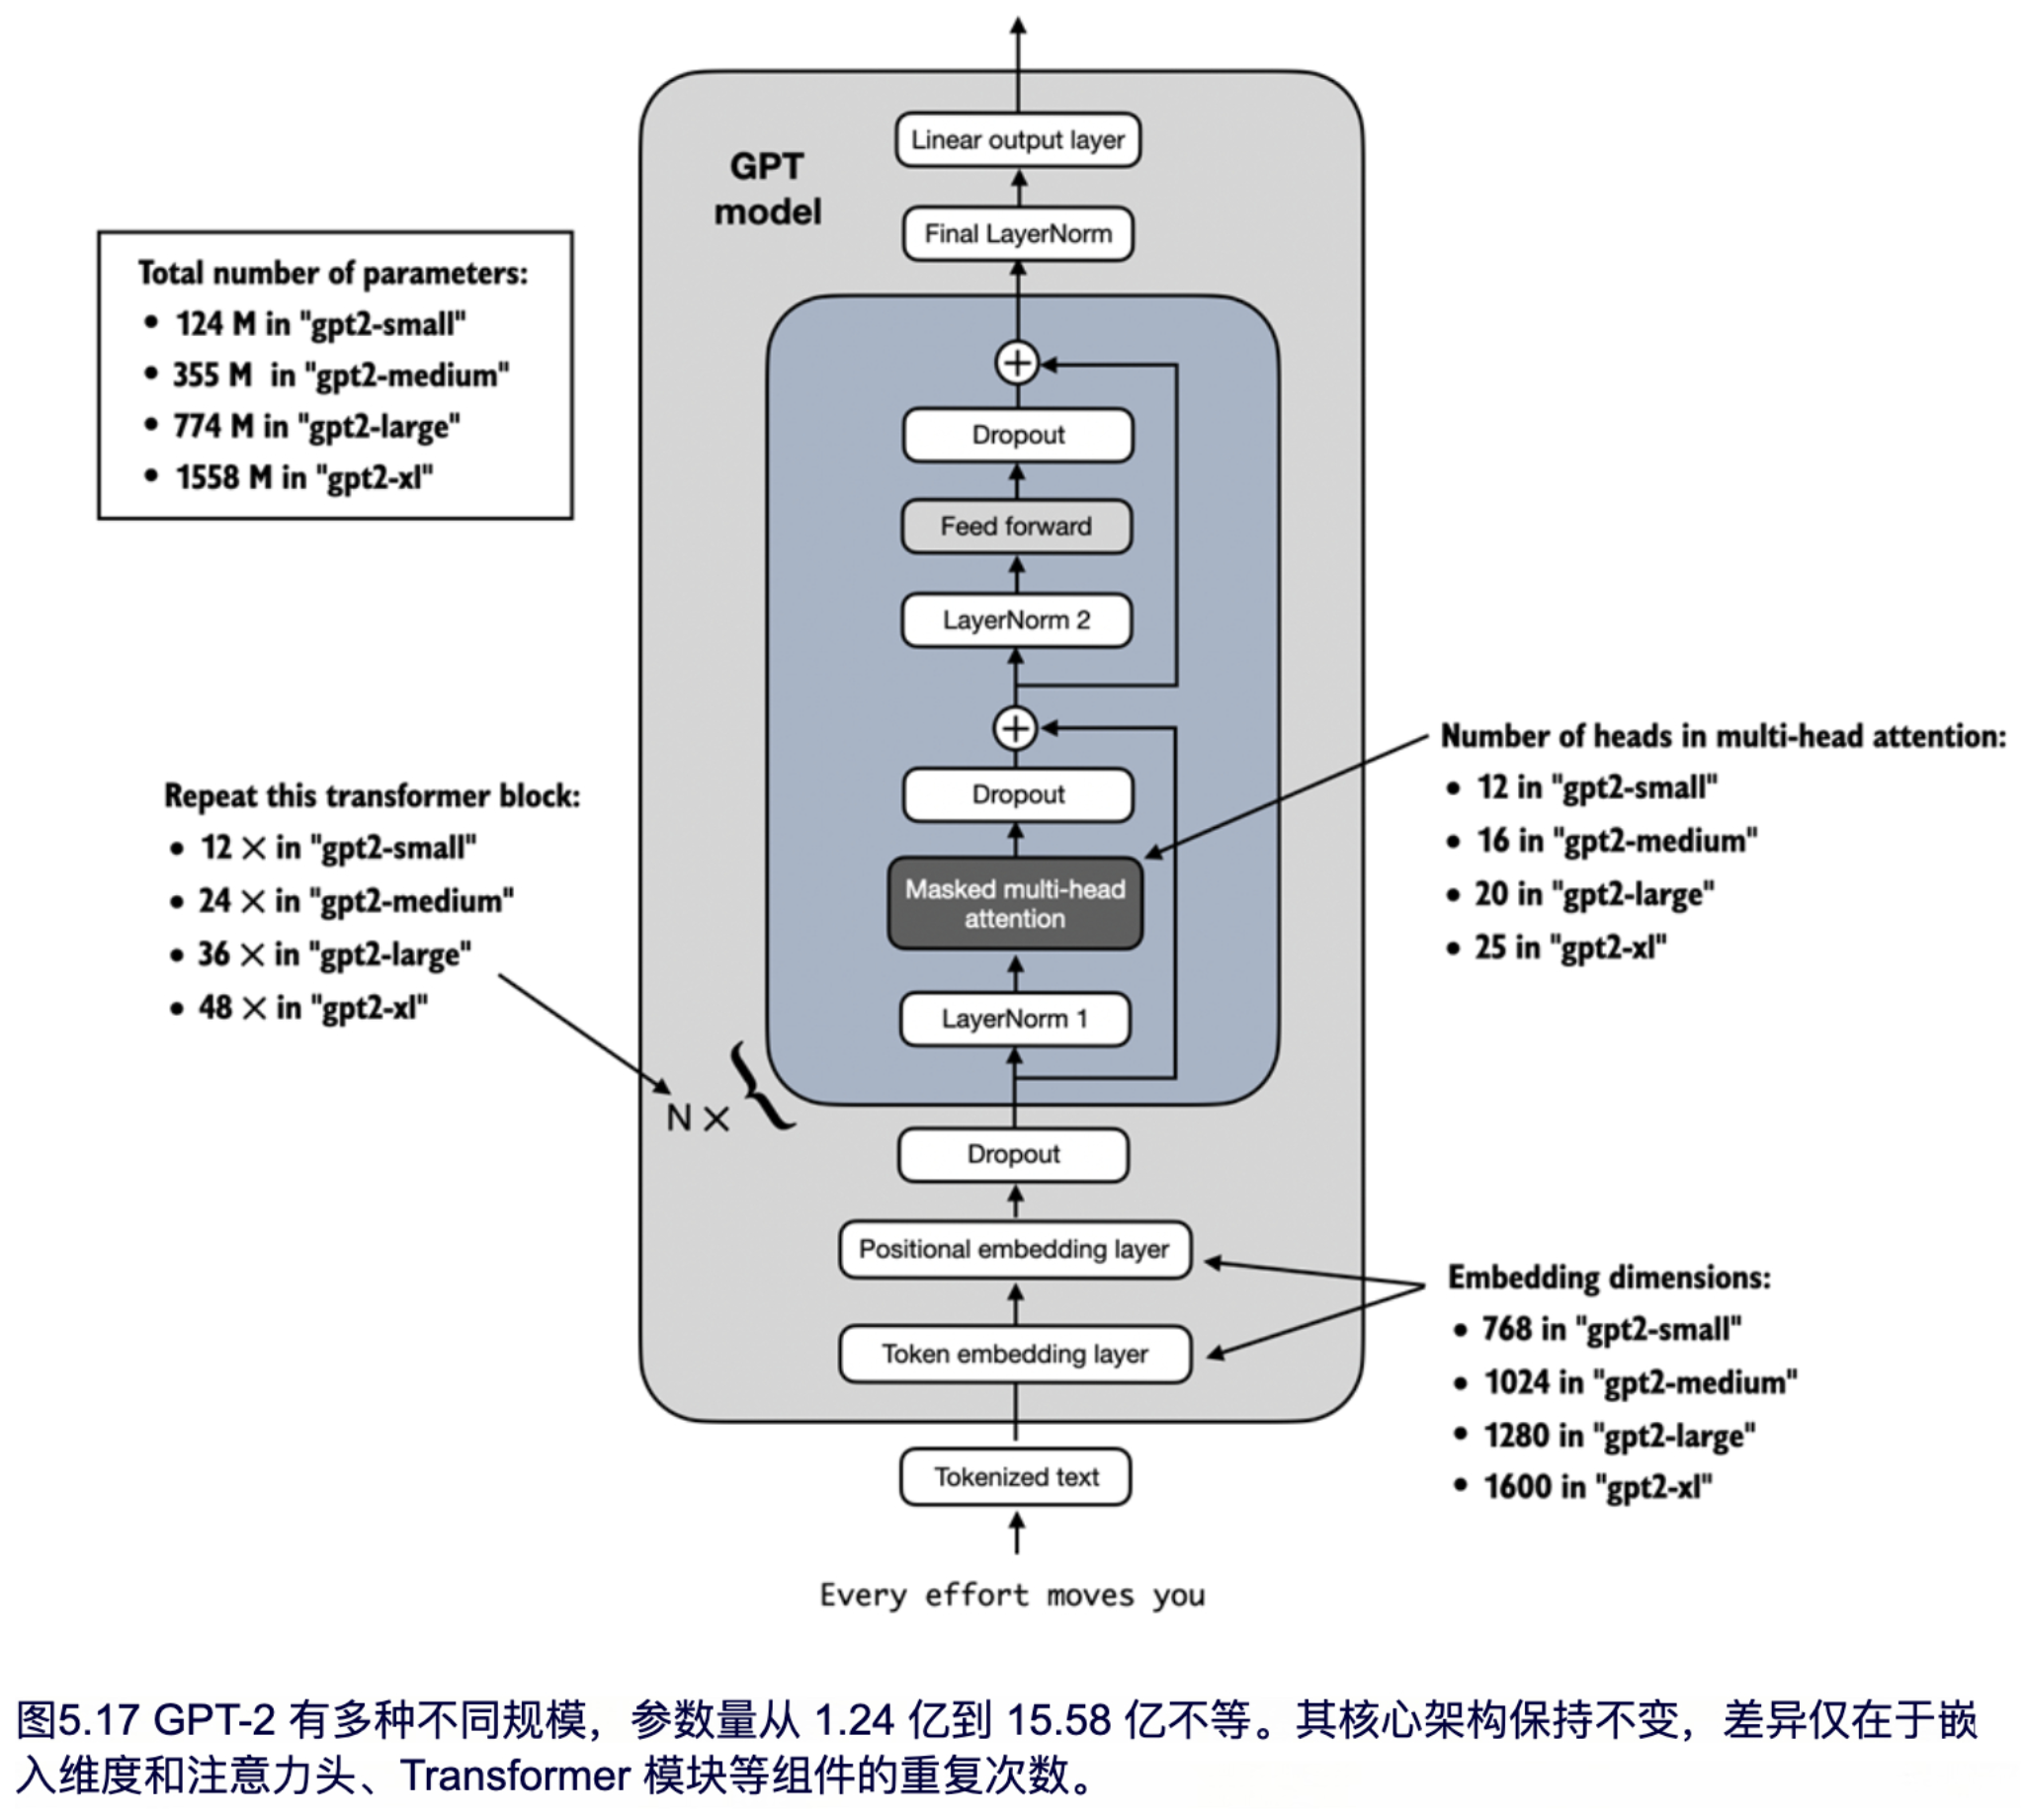 GPT
model
Linear output layer
Final LayerNorm
Total number of parameters:
• 124 M in "gpt2-small"
• 355 M in "gpt2-medium"
• 774 M in "gpt2-large"
• 1558 M in "gpt2-xl"
Dropout
Feed forward
LayerNorm 2
Dropout
Masked multi-head
attention
LayerNorm 1
Number of heads in multi-head attention:
• 12 in "gpt2-small"
• 16 in "gpt2-medium"
• 20 in "gpt2-large"
• 25 in "gpt2-xl"
Repeat this transformer block:
• 12 × in "gpt2-small"
• 24 × in "gpt2-medium"
• 36 × in "gpt2-large"
• 48 × in "gpt2-xl"
N × {
Dropout
Positional embedding layer
Token embedding layer
Embedding dimensions:
• 768 in "gpt2-small"
• 1024 in "gpt2-medium"
• 1280 in "gpt2-large"
• 1600 in "gpt2-xl"
Tokenized text
Every effort moves you
图5.17 GPT-2 有多种不同规模，参数量从 1.24 亿到 15.58 亿不等。其核心架构保持不变，差异仅在于嵌
入维度和注意力头、Transformer 模块等组件的重复次数。